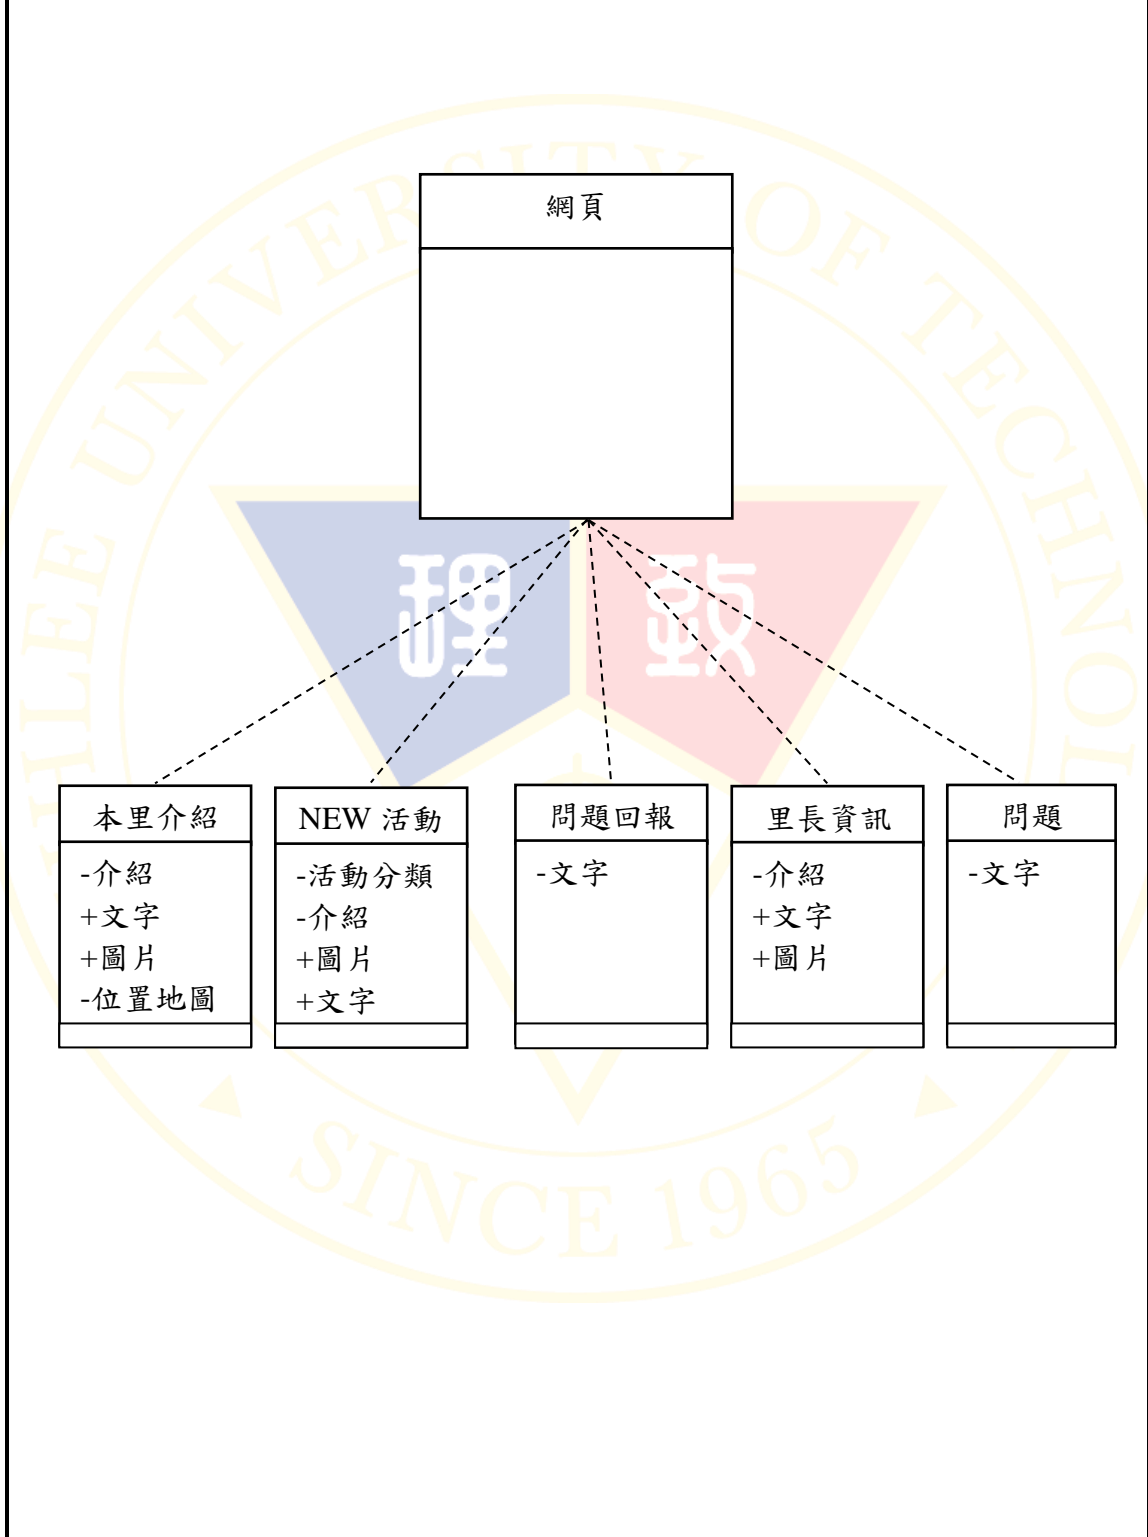 網頁
本里介紹
-介紹
+文字
+圖片
-位置地圖
NEW 活動
-活動分類
-介紹
+圖片
+文字
問題回報
-文字
里長資訊
-介紹
+文字
+圖片
問題
-文字
理 致
SINCE 1965